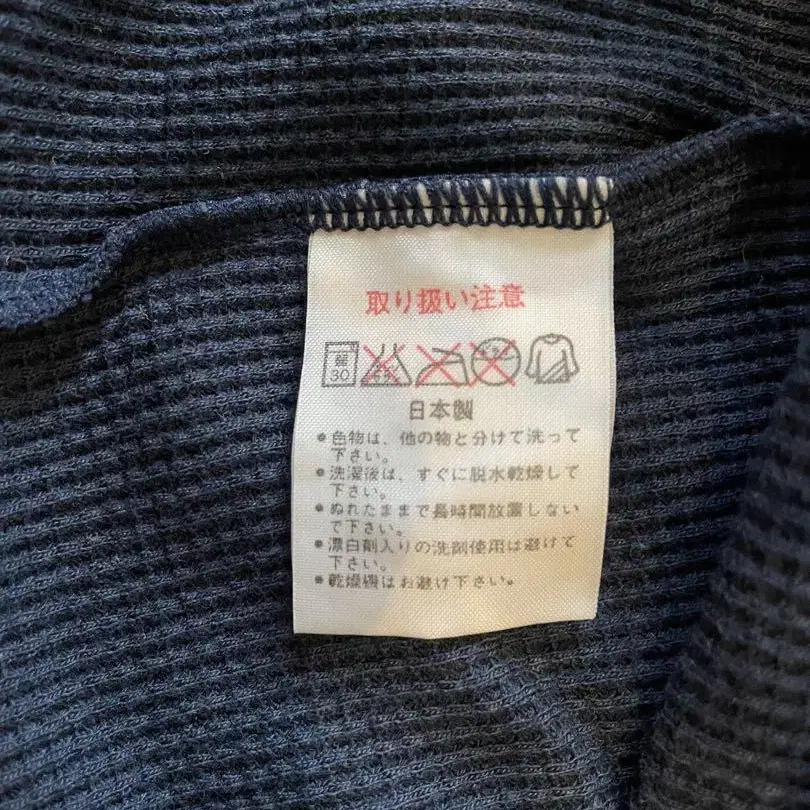 取り扱い注意
30
日本製
●色物は、他の物と分けて洗って
下さい。
●洗濯後は、すぐに脱水乾燥して
下さい。
●ぬれたままで長時間放置しない
で下さい。
●漂白剤入りの洗剤使用は避けて
下さい。
●乾燥機はお避け下さい。